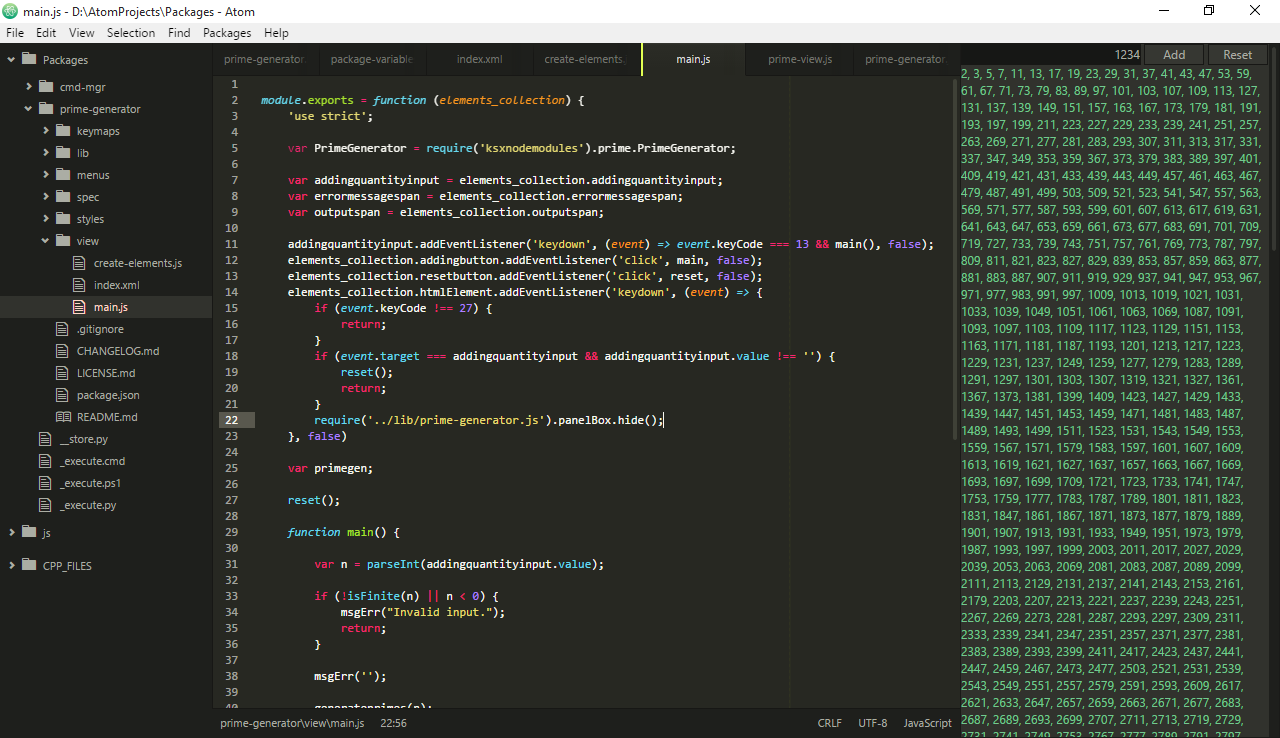 main.js - D:\AtomProjects\Packages - Atom
File Edit View Selection Find Packages Help
Packages
cmd-mgr
prime-generator
keymaps
lib
menus
spec
styles
view
create-elements.js
index.xml
main.js
.gitignore
CHANGELOG.md
LICENSE.md
package.json
README.md
__store.py
_execute.cmd
_execute.ps1
_execute.py
js
CPP_FILES
prime-generator package-variable index.xml create-elements. main.js prime-view.js prime-generator
1
2 module.exports = function (elements_collection) {
3 'use strict';
4
5 var PrimeGenerator = require('ksxnodemodules').prime.PrimeGenerator;
6
7 var addingquantityinput = elements_collection.addingquantityinput;
8 var errormessagespan = elements_collection.errormessagespan;
9 var outputspan = elements_collection.outputspan;
10
11 addingquantityinput.addEventListener('keydown', (event) => event.keyCode === 13 && main(), false);
12 elements_collection.addingbutton.addEventListener('click', main, false);
13 elements_collection.resetbutton.addEventListener('click', reset, false);
14 elements_collection.htmlElement.addEventListener('keydown', (event) => {
15 if (event.keyCode !== 27) {
16 return;
17 }
18 if (event.target === addingquantityinput && addingquantityinput.value !== '') {
19 reset();
20 return;
21 }
22 require('../lib/prime-generator.js').panelBox.hide();
23 }, false)
24
25 var primegen;
26
27 reset();
28
29 function main() {
30
31 var n = parseInt(addingquantityinput.value);
32
33 if (!isFinite(n) || n < 0) {
34 msgErr("Invalid input.");
35 return;
36 }
37
38 msgErr('');
39
40 generateprimes(n);
prime-generator\view\main.js 22:56 CRLF UTF-8 JavaScript
1234 Add Reset
2, 3, 5, 7, 11, 13, 17, 19, 23, 29, 31, 37, 41, 43, 47, 53, 59,
61, 67, 71, 73, 79, 83, 89, 97, 101, 103, 107, 109, 113, 127,
131, 137, 139, 149, 151, 157, 163, 167, 173, 179, 181, 191,
193, 197, 199, 211, 223, 227, 229, 233, 239, 241, 251, 257,
263, 269, 271, 277, 281, 283, 293, 307, 311, 313, 317, 331,
337, 347, 349, 353, 359, 367, 373, 379, 383, 389, 397, 401,
409, 419, 421, 431, 433, 439, 443, 449, 457, 461, 463, 467,
479, 487, 491, 499, 503, 509, 521, 523, 541, 547, 557, 563,
569, 571, 577, 587, 593, 599, 601, 607, 613, 617, 619, 631,
641, 643, 647, 653, 659, 661, 673, 677, 683, 691, 701, 709,
719, 727, 733, 739, 743, 751, 757, 761, 769, 773, 787, 797,
809, 811, 821, 823, 827, 829, 839, 853, 857, 859, 863, 877,
881, 883, 887, 907, 911, 919, 929, 937, 941, 947, 953, 967,
971, 977, 983, 991, 997, 1009, 1013, 1019, 1021, 1031,
1033, 1039, 1049, 1051, 1061, 1063, 1069, 1087, 1091,
1093, 1097, 1103, 1109, 1117, 1123, 1129, 1151, 1153,
1163, 1171, 1181, 1187, 1193, 1201, 1213, 1217, 1223,
1229, 1231, 1237, 1249, 1259, 1277, 1279, 1283, 1289,
1291, 1297, 1301, 1303, 1307, 1319, 1321, 1327, 1361,
1367, 1373, 1381, 1399, 1409, 1423, 1427, 1429, 1433,
1439, 1447, 1451, 1453, 1459, 1471, 1481, 1483, 1487,
1489, 1493, 1499, 1511, 1523, 1531, 1543, 1549, 1553,
1559, 1567, 1571, 1579, 1583, 1597, 1601, 1607, 1609,
1613, 1619, 1621, 1627, 1637, 1657, 1663, 1667, 1669,
1693, 1697, 1699, 1709, 1721, 1723, 1733, 1741, 1747,
1753, 1759, 1777, 1783, 1787, 1789, 1801, 1811, 1823,
1831, 1847, 1861, 1867, 1871, 1873, 1877, 1879, 1889,
1901, 1907, 1913, 1931, 1933, 1949, 1951, 1973, 1979,
1987, 1993, 1997, 1999, 2003, 2011, 2017, 2027, 2029,
2039, 2053, 2063, 2069, 2081, 2083, 2087, 2089, 2099,
2111, 2113, 2129, 2131, 2137, 2141, 2143, 2153, 2161,
2179, 2203, 2207, 2213, 2221, 2237, 2239, 2243, 2251,
2267, 2269, 2273, 2281, 2287, 2293, 2297, 2309, 2311,
2333, 2339, 2341, 2347, 2351, 2357, 2371, 2377, 2381,
2383, 2389, 2393, 2399, 2411, 2417, 2423, 2437, 2441,
2447, 2459, 2467, 2473, 2477, 2503, 2521, 2531, 2539,
2543, 2549, 2551, 2557, 2579, 2591, 2593, 2609, 2617,
2621, 2633, 2647, 2657, 2659, 2663, 2671, 2677, 2683,
2687, 2689, 2693, 2699, 2707, 2711, 2713, 2719, 2729,
2731, 2741, 2749, 2753, 2767, 2777, 2789, 2791, 2797,